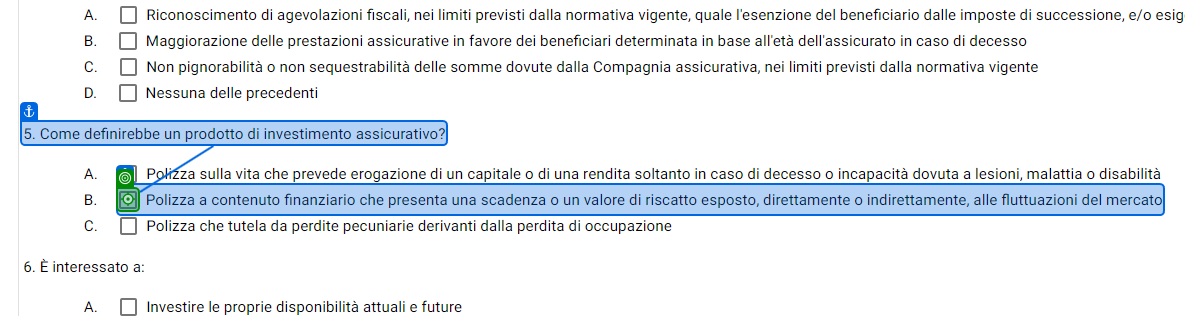 A. Riconoscimento di agevolazioni fiscali, nei limiti previsti dalla normativa vigente, quale l'esenzione del beneficiario dalle imposte di successione, e/o
B. Maggiorazione delle prestazioni assicurative in favore dei beneficiari determinata in base all'età dell'assicurato in caso di decesso
C. Non pignorabilità o non sequestrabilità delle somme dovute dalla Compagnia assicurativa, nei limiti previsti dalla normativa vigente
D. Nessuna delle precedenti
5. Come definirebbe un prodotto di investimento assicurativo?
A. Polizza sulla vita che prevede erogazione di un capitale o di una rendita soltanto in caso di decesso o incapacità dovuta a lesioni, malattia o disabilità
B. Polizza a contenuto finanziario che presenta una scadenza o un valore di riscatto esposto, direttamente o indirettamente, alle fluttuazioni del mercato
C. Polizza che tutela da perdite pecuniarie derivanti dalla perdita di occupazione
6. È interessato a:
A. Investire le proprie disponibilità attuali e future